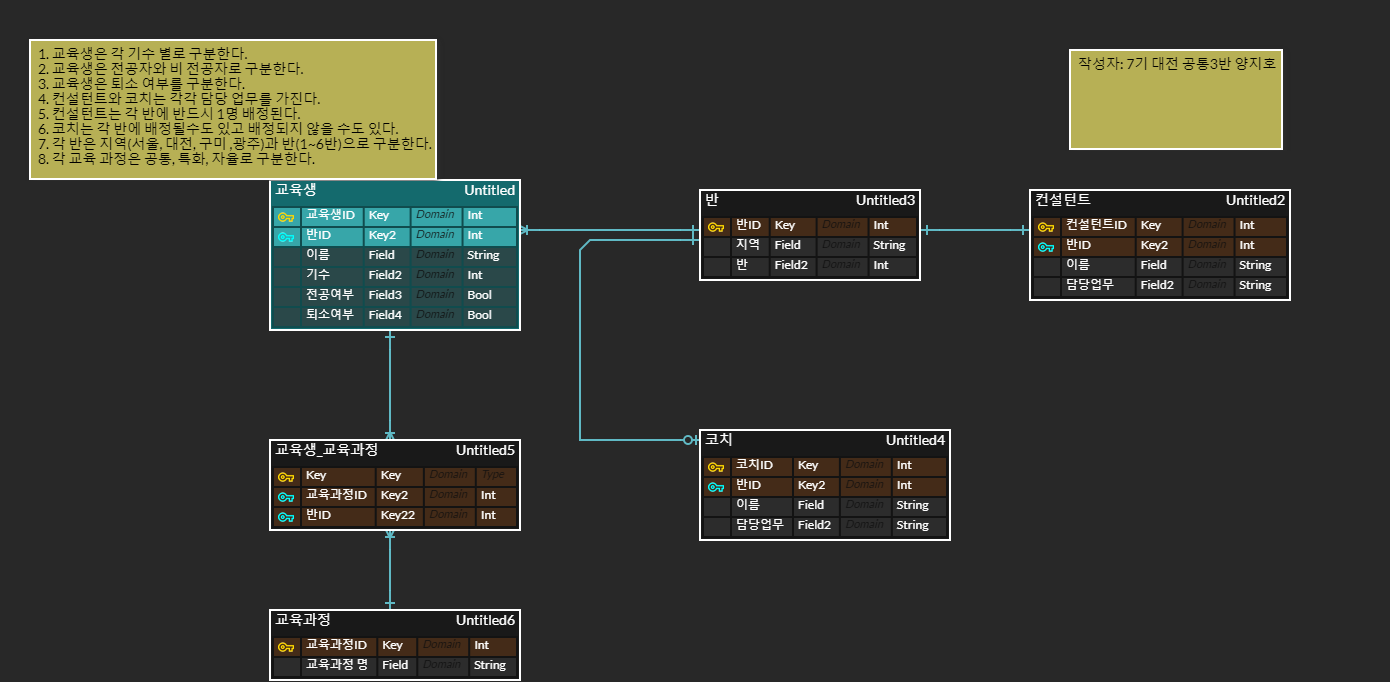 1. 교육생은 각 기수 별로 구분한다.
2. 교육생은 전공자와 비 전공자로 구분한다.
3. 교육생은 퇴소 여부를 구분한다.
4. 컨설턴트와 코치는 각각 담당 업무를 가진다.
5. 컨설턴트는 각 반에 반드시 1명 배정된다.
6. 코치는 각 반에 배정될수도 있고 배정되지 않을 수도 있다.
7. 각 반은 지역(서울, 대전, 구미 ,광주)과 반(1~6반)으로 구분한다.
8. 각 교육 과정은 공통, 특화, 자율로 구분한다.
작성자: 7기 대전 공통3반 양지호
교육생 Untitled
교육생ID Key Domain Int
반ID Key2 Domain Int
이름 Field Domain String
기수 Field2 Domain Int
전공여부 Field3 Domain Bool
퇴소여부 Field4 Domain Bool
반 Untitled3
반ID Key Domain Int
지역 Field Domain String
반 Field2 Domain Int
컨설턴트 Untitled2
컨설턴트ID Key Domain Int
반ID Key2 Domain Int
이름 Field Domain String
담당업무 Field2 Domain String
코치 Untitled4
코치ID Key Domain Int
반ID Key2 Domain Int
이름 Field Domain String
담당업무 Field2 Domain String
교육생_교육과정 Untitled5
Key Key Domain Type
교육과정ID Key2 Domain Int
반ID Key22 Domain Int
교육과정 Untitled6
교육과정ID Key Domain Int
교육과정 명 Field Domain String